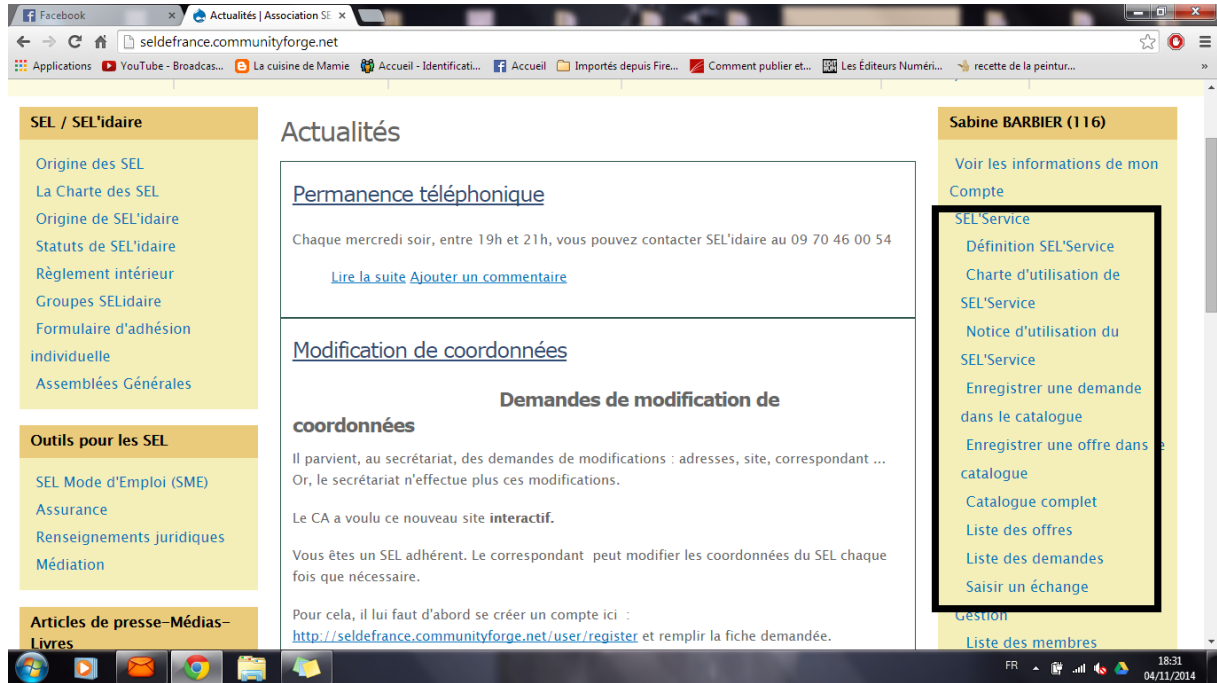 Facebook
Actualités | Association SE
seldefrance.communityforge.net
Applications
YouTube - Broadcas...
La cuisine de Mamie
Accueil - Identificati...
Accueil
Importés depuis Fire...
Comment publier et...
Les Éditeurs Numéri...
recette de la peintur...
»
SEL / SEL'idaire
Origine des SEL
La Charte des SEL
Origine de SEL'idaire
Statuts de SEL'idaire
Règlement intérieur
Groupes SELidaire
Formulaire d'adhésion
individuelle
Assemblées Générales
Outils pour les SEL
SEL Mode d'Emploi (SME)
Assurance
Renseignements juridiques
Médiation
Articles de presse-Médias-
Livres
Actualités
Permanence téléphonique
Chaque mercredi soir, entre 19h et 21h, vous pouvez contacter SEL'idaire au 09 70 46 00 54
Lire la suite Ajouter un commentaire
Modification de coordonnées
Demandes de modification de
coordonnées
Il parvient, au secrétariat, des demandes de modifications : adresses, site, correspondant ...
Or, le secrétariat n'effectue plus ces modifications.
Le CA a voulu ce nouveau site interactif.
Vous êtes un SEL adhérent. Le correspondant peut modifier les coordonnées du SEL chaque
fois que nécessaire.
Pour cela, il lui faut d'abord se créer un compte ici :
http://seldefrance.communityforge.net/user/register et remplir la fiche demandée.
Sabine BARBIER (116)
Voir les informations de mon
Compte
SEL'Service
Définition SEL'Service
Charte d'utilisation de
SEL'Service
Notice d'utilisation du
SEL'Service
Enregistrer une demande
dans le catalogue
Enregistrer une offre dans le
catalogue
Catalogue complet
Liste des offres
Liste des demandes
Saisir un échange
Gestion
Liste des membres
FR
18:31
04/11/2014